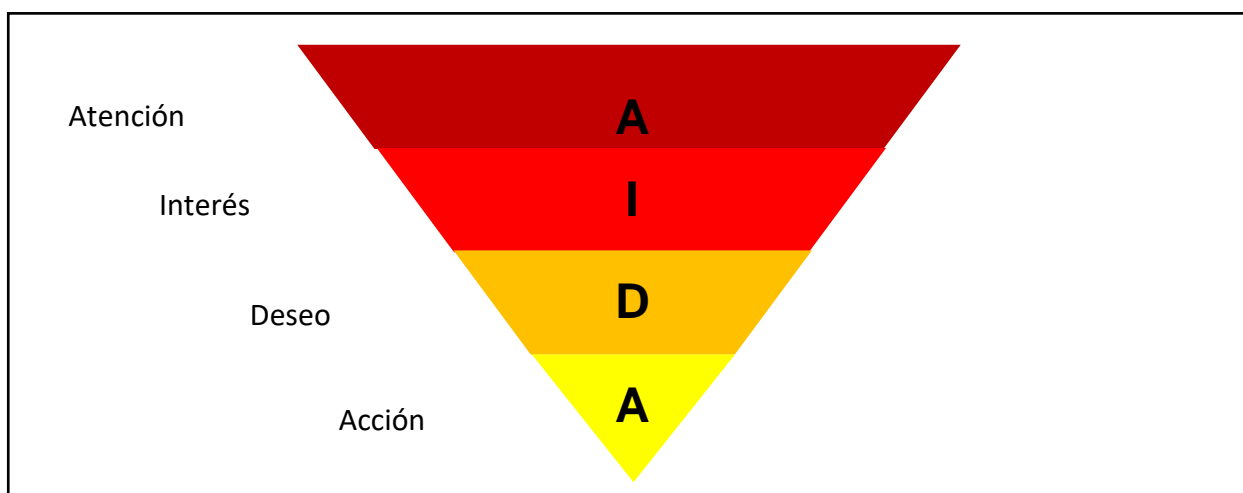 Atención
A
Interés
I
Deseo
D
Acción
A